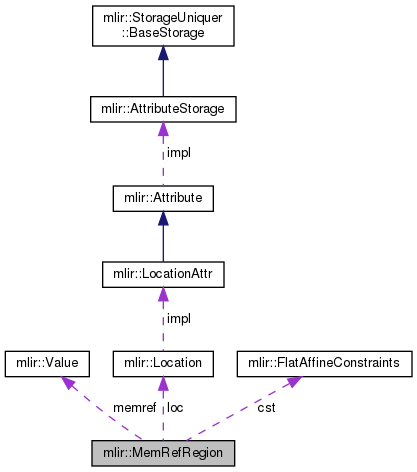 mlir::StorageUniquer
::BaseStorage
mlir::AttributeStorage
impl
mlir::Attribute
mlir::LocationAttr
impl
mlir::Value
mlir::Location
mlir::FlatAffineConstraints
memref
loc
cst
mlir::MemRefRegion